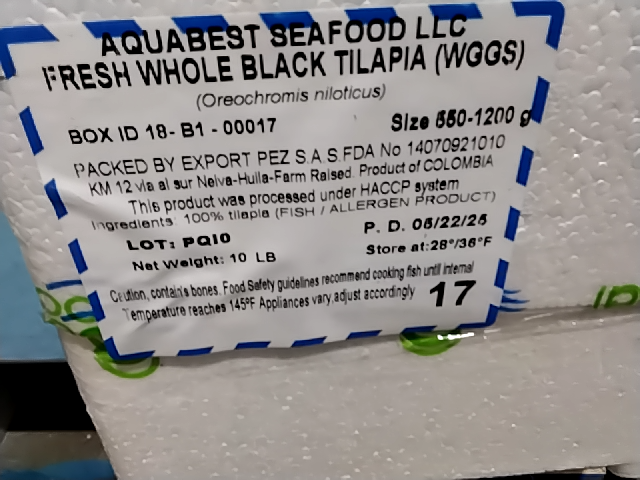 AQUABEST SEAFOOD LLC
FRESH WHOLE BLACK TILAPIA (WGGS)
(Oreochromis niloticus)
BOX ID 18- B1 - 00017
Size 550-1200 g
PACKED BY EXPORT PEZ S.A.S.FDA No 14070921010
KM 12 via al sur Neiva-Huila-Farm Raised. Product of COLOMBIA
This product was processed under HACCP system
Ingredients: 100% tilapia (FISH / ALLERGEN PRODUCT)
LOT: PQI0
P. D. 05/22/25
Net Weight: 10 LB
Store at:28°/36°F
Caution, contains bones. Food Safety guidelines recommend cooking fish until internal
Temperature reaches 145ºF Appliances vary,adjust accordingly
17